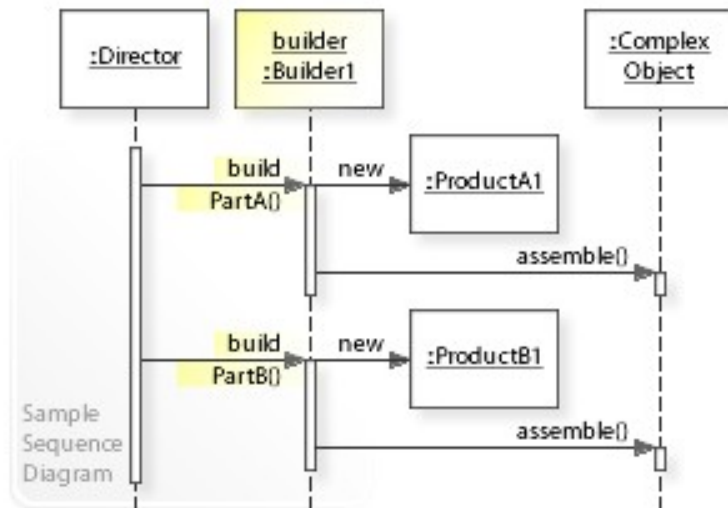 :Director
builder
:Builder1
:Complex
Object
build
PartA()
new
:ProductA1
assemble()
build
PartB()
new
:ProductB1
assemble()
Sample
Sequence
Diagram